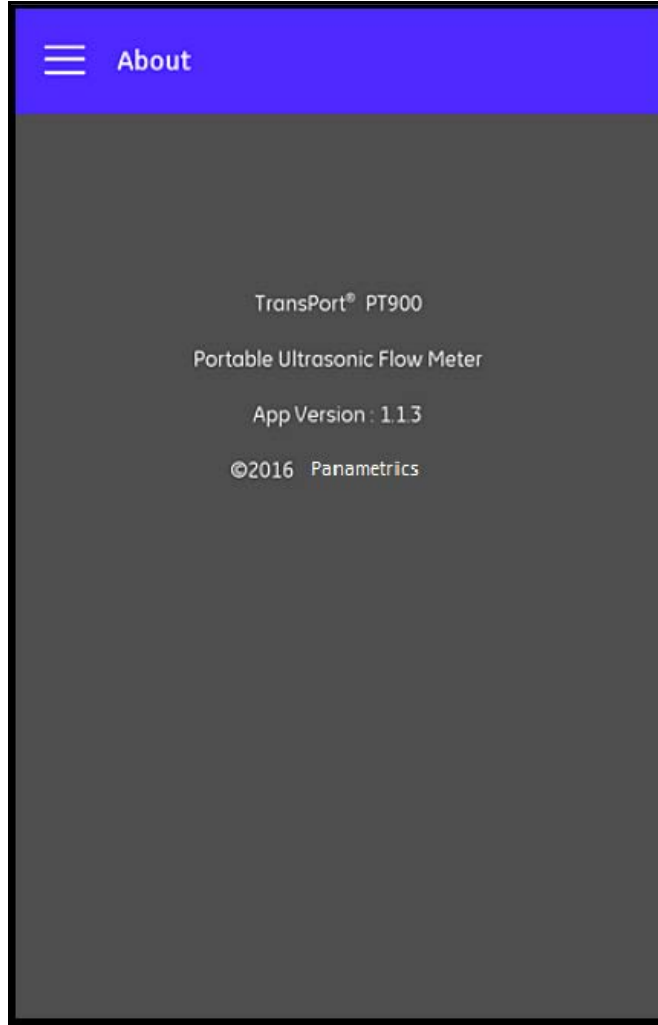 About
TransPort® PT900
Portable Ultrasonic Flow Meter
App Version : 1.1.3
©2016 Panametrics